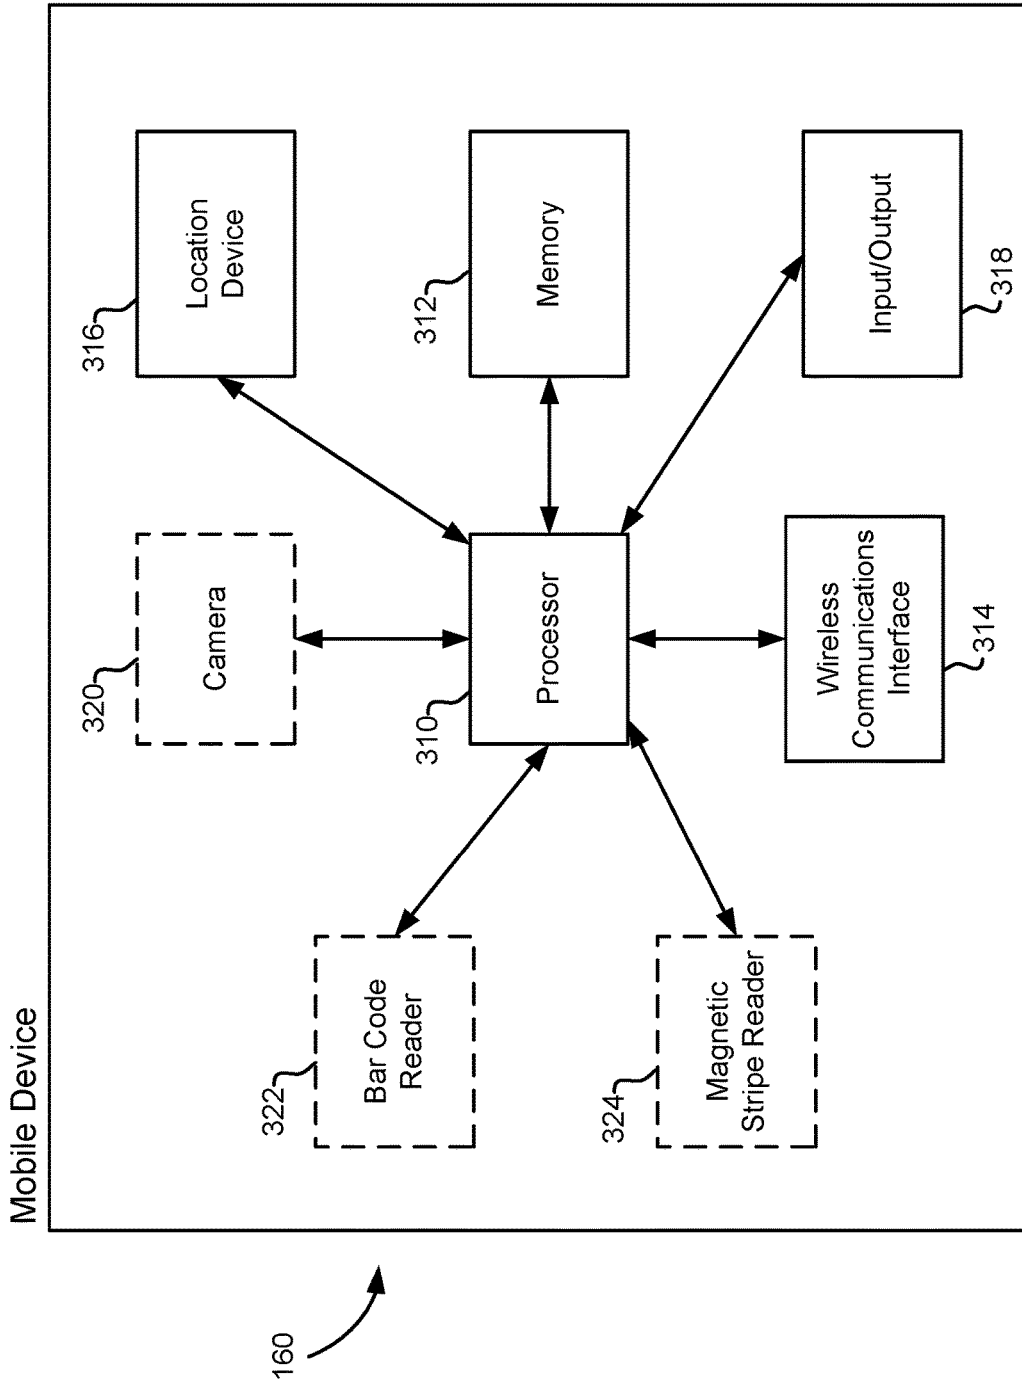 Mobile Device
160
322
Bar Code
Reader
320
Camera
316
Location
Device
310
Processor
312
Memory
324
Magnetic
Stripe Reader
Wireless
Communications
Interface
314
Input/Output
318